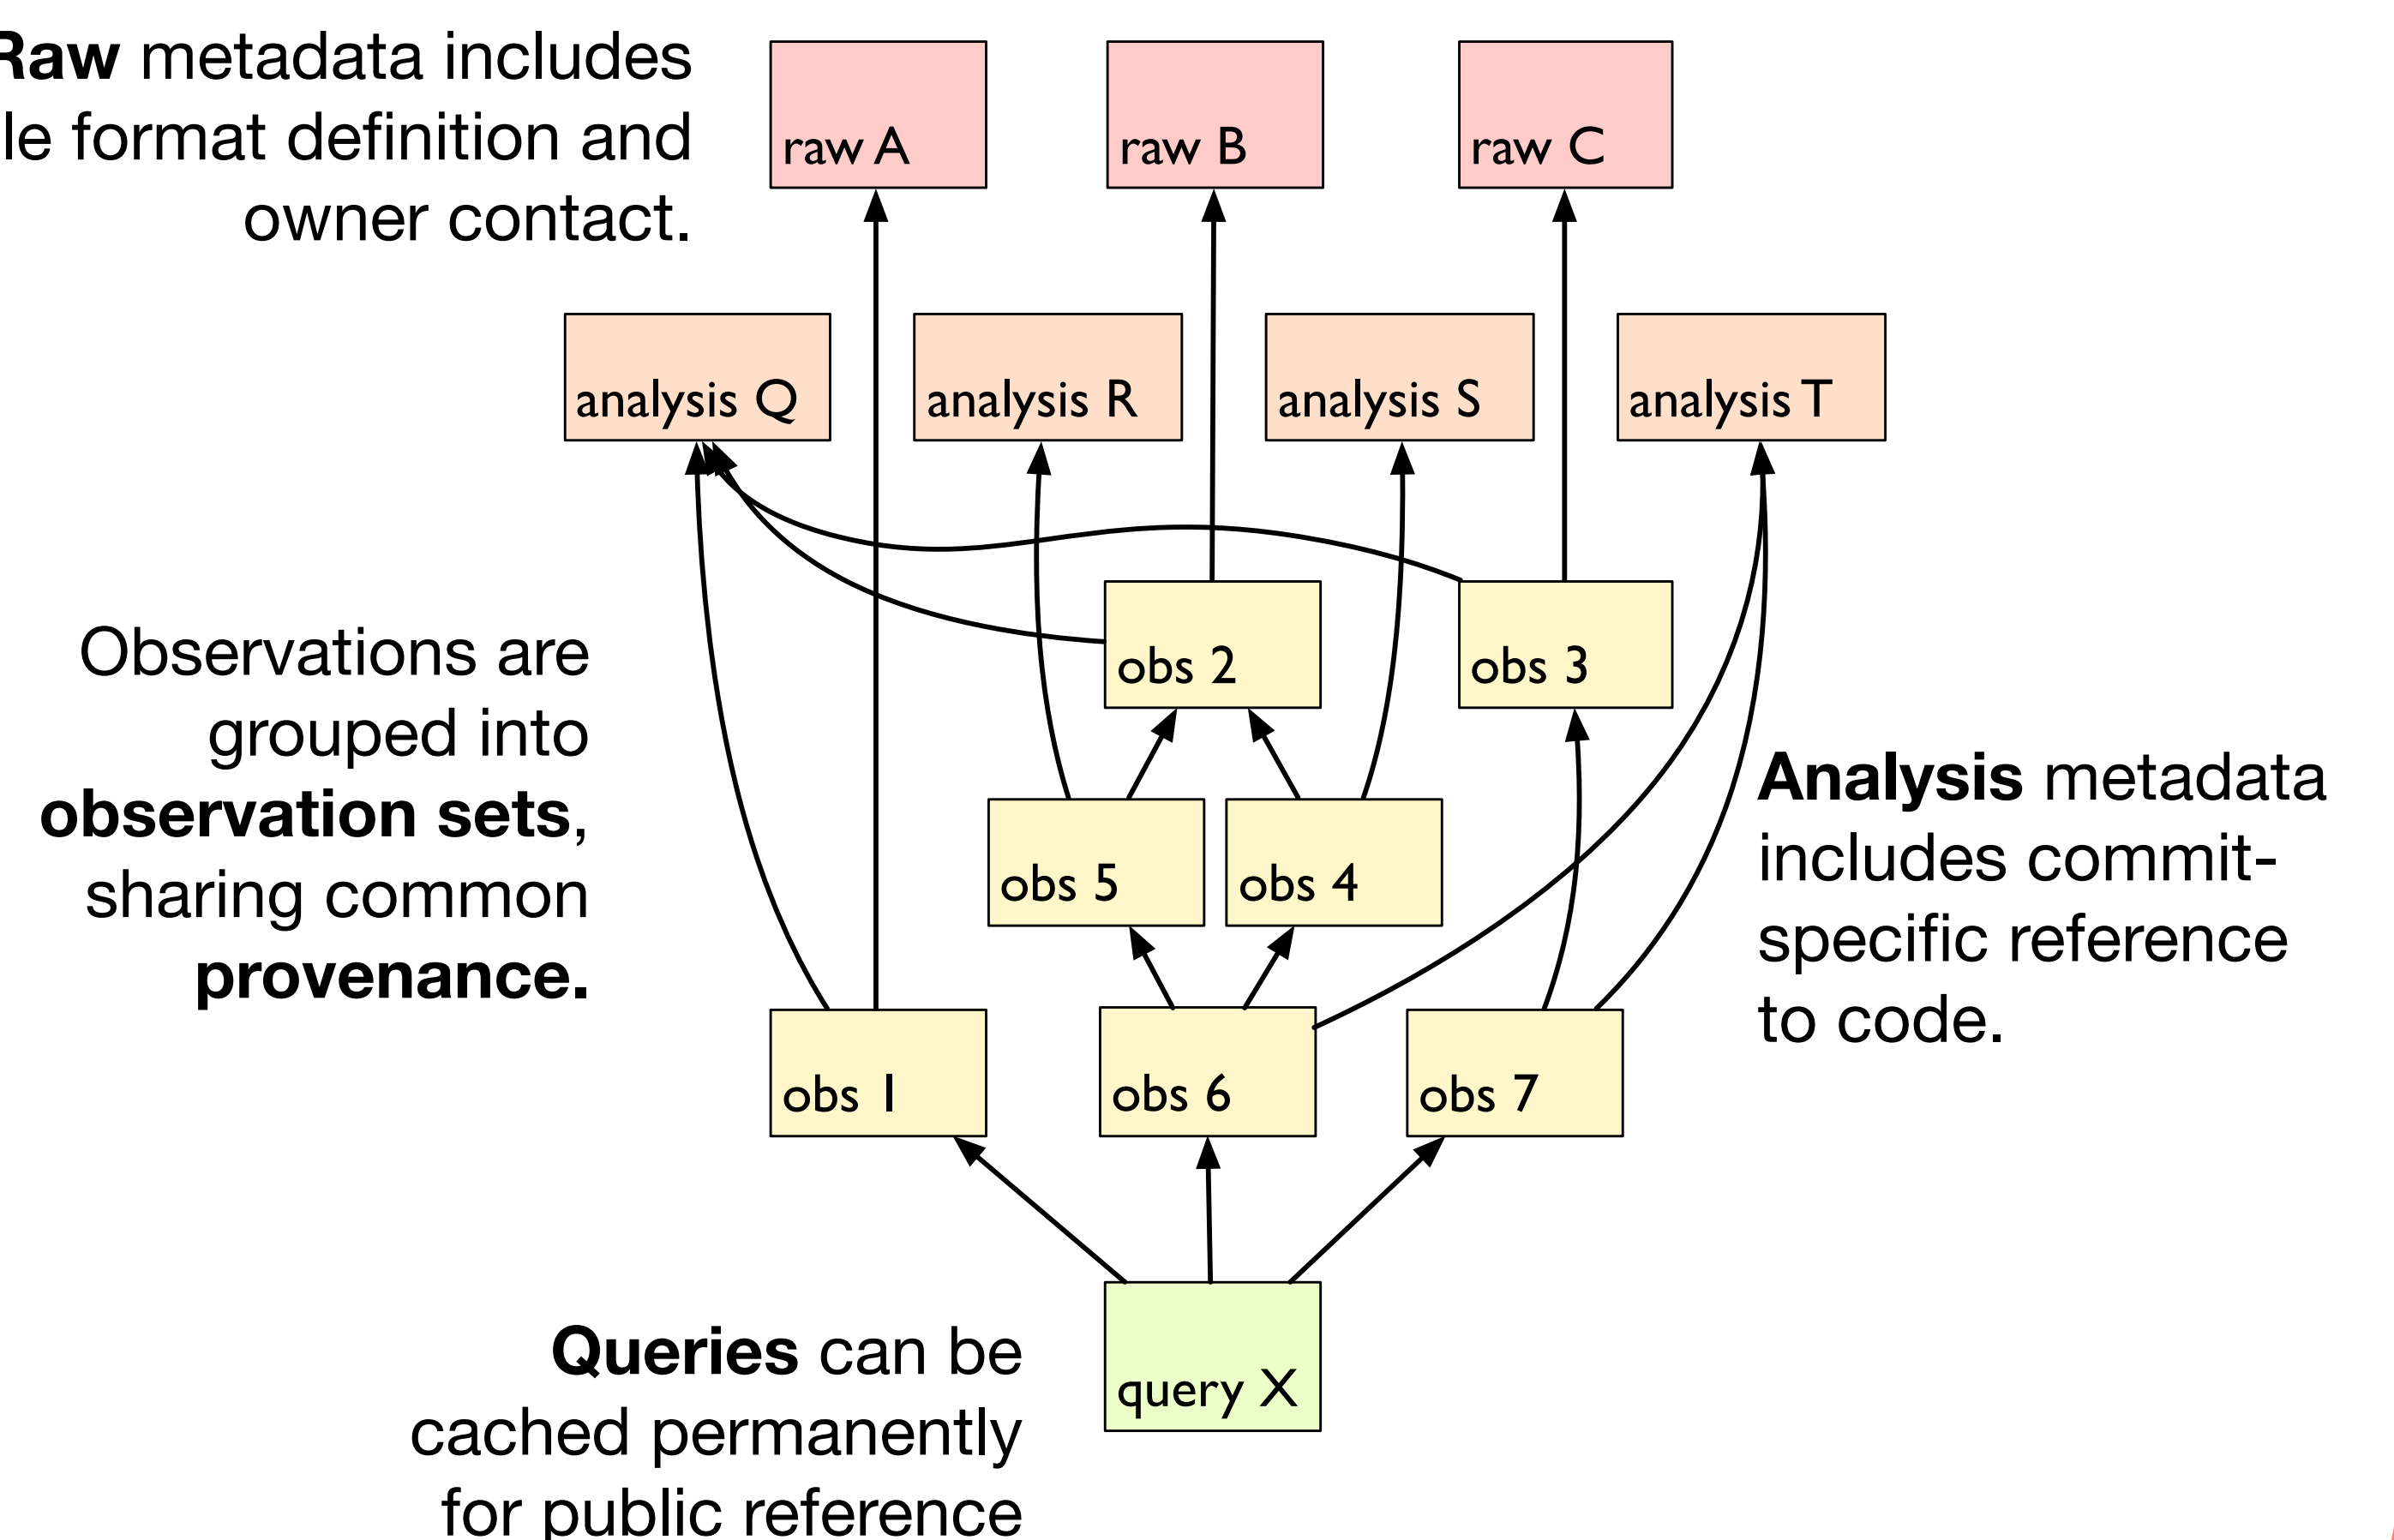 Raw metadata includes
le format definition and
owner contact.
raw A
raw B
raw C
analysis Q
analysis R
analysis S
analysis T
Observations are
grouped into
observation sets,
sharing common
provenance.
obs 2
obs 3
obs 5
obs 4
Analysis metadata
includes commit-
specific reference
to code.
obs 1
obs 6
obs 7
query X
Queries can be
cached permanently
for public reference